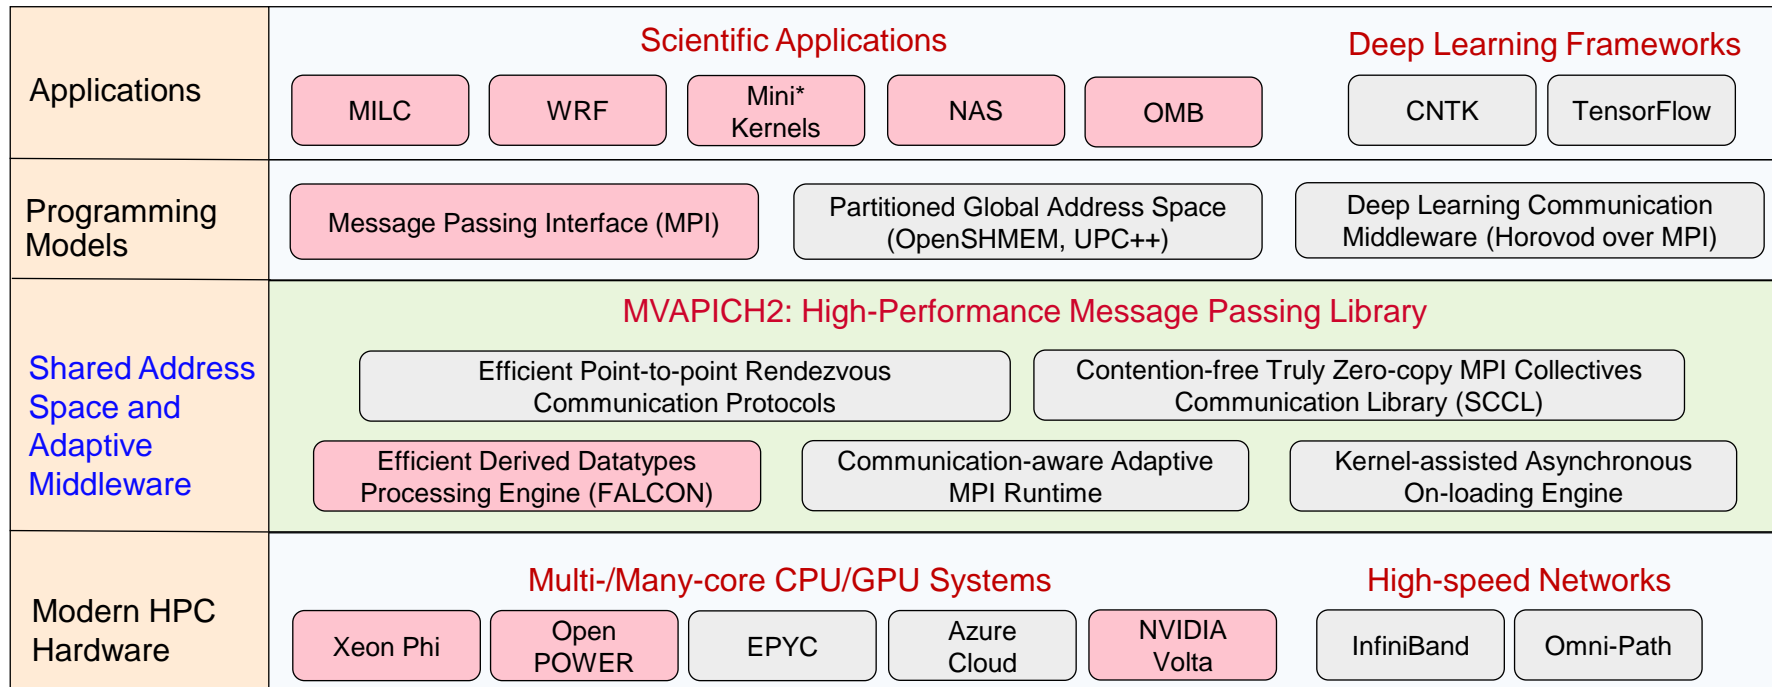 Scientific Applications
Deep Learning Frameworks
Applications
MILC
WRF
Mini*
Kernels
NAS
OMB
CNTK
TensorFlow
Programming
Models
Message Passing Interface (MPI)
Partitioned Global Address Space
(OpenSHMEM, UPC++)
Deep Learning Communication
Middleware (Horovod over MPI)
MVAPICH2: High-Performance Message Passing Library
Shared Address
Space and
Adaptive
Middleware
Efficient Point-to-point Rendezvous
Communication Protocols
Contention-free Truly Zero-copy MPI Collectives
Communication Library (SCCL)
Efficient Derived Datatypes
Processing Engine (FALCON)
Communication-aware Adaptive
MPI Runtime
Kernel-assisted Asynchronous
On-loading Engine
Multi-/Many-core CPU/GPU Systems
High-speed Networks
Modern HPC
Hardware
Xeon Phi
Open
POWER
EPYC
Azure
Cloud
NVIDIA
Volta
InfiniBand
Omni-Path